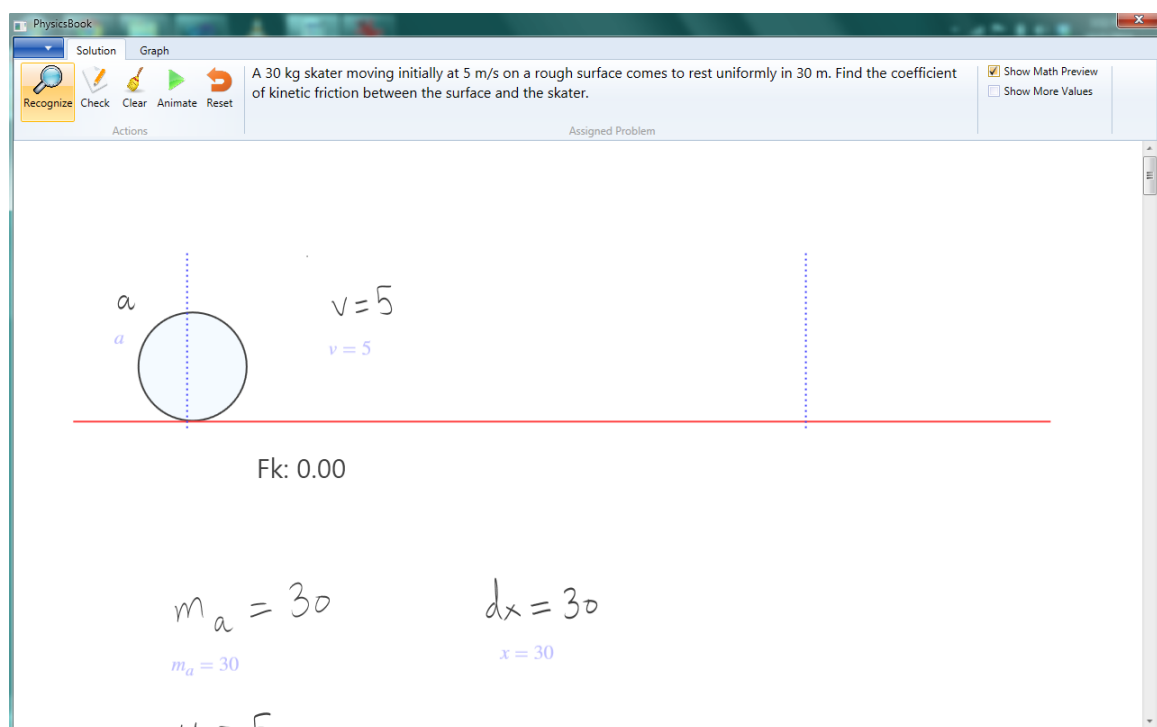 PhysicsBook
Solution Graph
Recognize Check Clear Animate Reset
Actions
A 30 kg skater moving initially at 5 m/s on a rough surface comes to rest uniformly in 30 m. Find the coefficient
of kinetic friction between the surface and the skater.
Assigned Problem
Show Math Preview
Show More Values
a
a
v = 5
v = 5
Fk: 0.00
m_a = 30
m_a = 30
dx = 30
x = 30